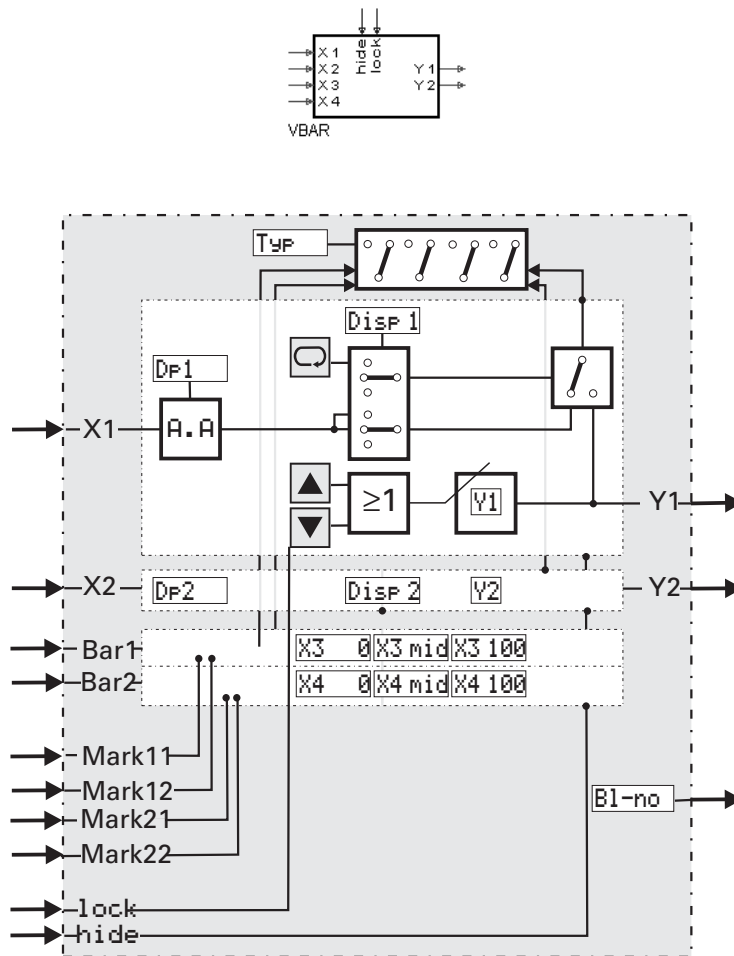 hide
lock
X1
X2
X3
X4
Y1
Y2
VBAR
Typ
Disp 1
Dp1
X1
A.A
≥1
Y1
Y1
X2
Dp2
Disp 2
Y2
Y2
Bar1
X3 0
X3 mid
X3 100
Bar2
X4 0
X4 mid
X4 100
Mark11
Mark12
Mark21
Mark22
Bl-no
lock
hide